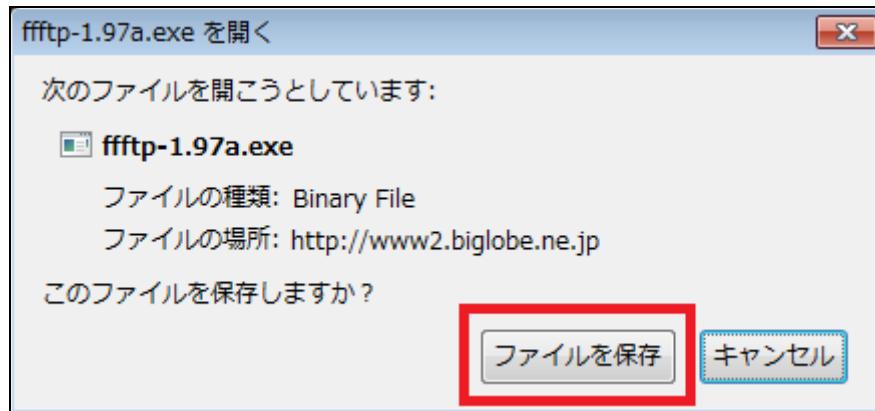 ffftp-1.97a.exe を開く
次のファイルを開こうとしています:
ffftp-1.97a.exe
ファイルの種類: Binary File
ファイルの場所: http://www2.biglobe.ne.jp
このファイルを保存しますか?
ファイルを保存 キャンセル